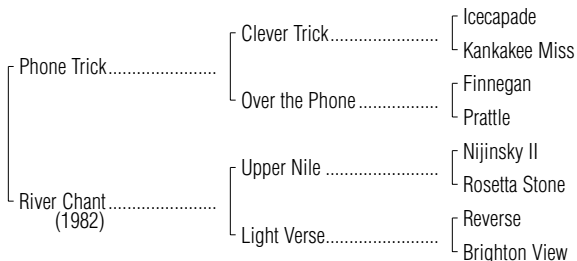 Icecapade
Clever Trick..........................
Kankakee Miss
Phone Trick..........................
Finnegan
Over the Phone...................
Prattle
Nijinsky II
Upper Nile...........................
Rosetta Stone
River Chant..........................
(1982)
Reverse
Light Verse...........................
Brighton View